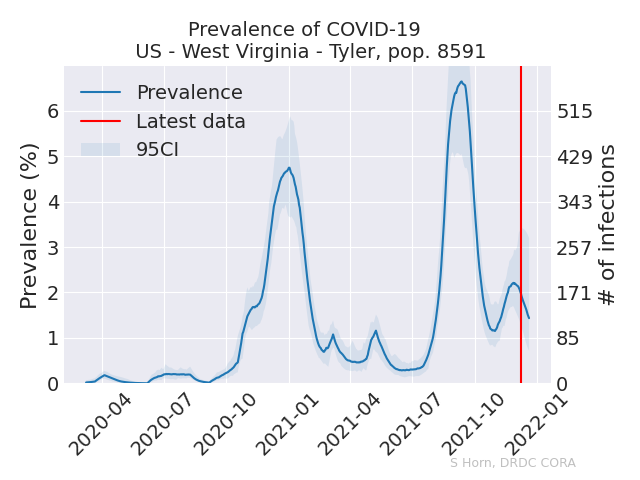 Prevalence of COVID-19
US - West Virginia - Tyler, pop. 8591
Prevalence
Latest data
95CI
Prevalence (%)
6
5
4
3
2
1
0
515
429
343
257
171
85
0
# of infections
2020-04
2020-07
2020-10
2021-01
2021-04
2021-07
2021-10
2022-01
S Horn, DRDC CORA